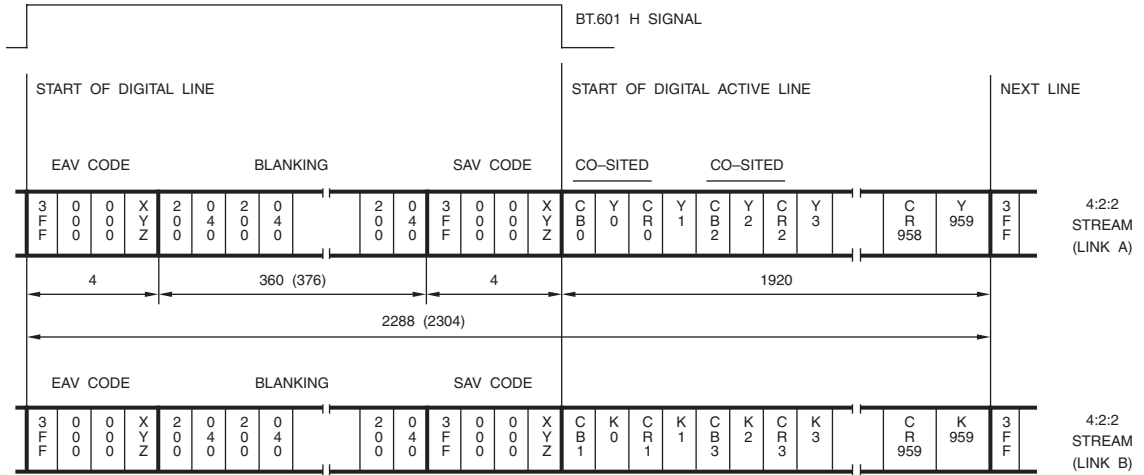 BT.601 H SIGNAL
START OF DIGITAL LINE
START OF DIGITAL ACTIVE LINE
NEXT LINE
EAV CODE
BLANKING
SAV CODE
CO–SITED
CO–SITED
3FF 000 000 XYZ 200 040 200 040 200 040 3FF 000 000 XYZ CB0 Y0 CR0 Y1 CB2 Y2 CR2 Y3 CR958 Y959 3FF
4:2:2
STREAM
(LINK A)
4
360 (376)
4
1920
2288 (2304)
EAV CODE
BLANKING
SAV CODE
3FF 000 000 XYZ 200 040 200 040 200 040 3FF 000 000 XYZ CB1 K0 CR1 K1 CB3 K2 CR3 K3 CR959 K959 3FF
4:2:2
STREAM
(LINK B)